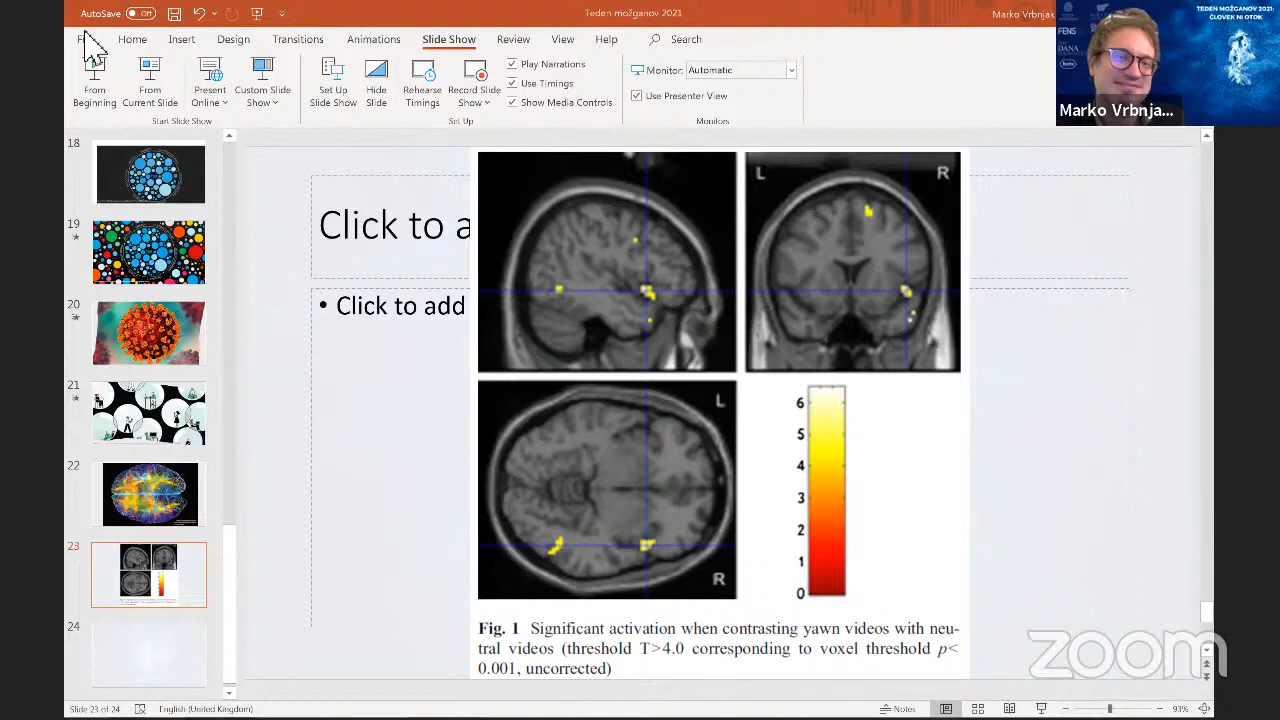 AutoSave Off
Teden možganov 2021
Marko Vrbnjak
TEDEN MOŽGANOV 2021:
ČLOVEK NI OTOK
FENS
DANA
Roche
Marko Vrbnja...
Home Insert Design Transitions Slide Show View Help Search
From Beginning
From Current Slide
Present Online
Custom Slide Show
Set Up Slide Show
Hide Slide
Rehearse Timings
Record Slide Show
Play Narrations
Use Timings
Show Media Controls
Monitor: Automatic
Use Presenter View
Start Slide Show
Set Up
Monitors
18
19
20
21
22
23
24
Click to a
• Click to add
L
R
L
R
6
5
4
3
2
1
0
Fig. 1 Significant activation when contrasting yawn videos with neu-
tral videos (threshold T>4.0 corresponding to voxel threshold p<
0.001, uncorrected)
zoom
Slide 23 of 24
English (United Kingdom)
Notes
93%